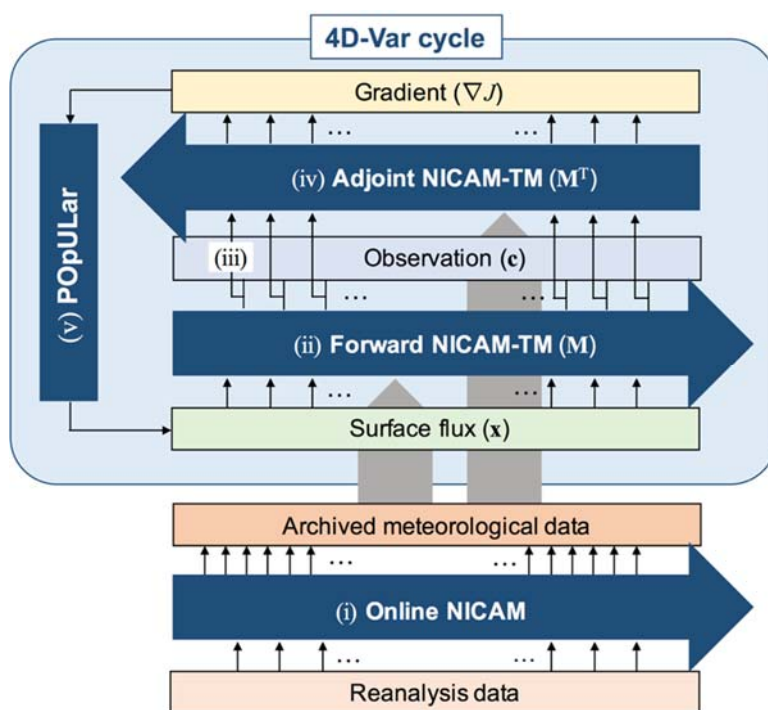 4D-Var cycle
Gradient (∇J)
... ...
(iv) Adjoint NICAM-TM (Mᵀ)
(v) POpULar
(iii)
Observation (c)
... ...
(ii) Forward NICAM-TM (M)
... ...
Surface flux (x)
Archived meteorological data
... ...
(i) Online NICAM
... ...
Reanalysis data